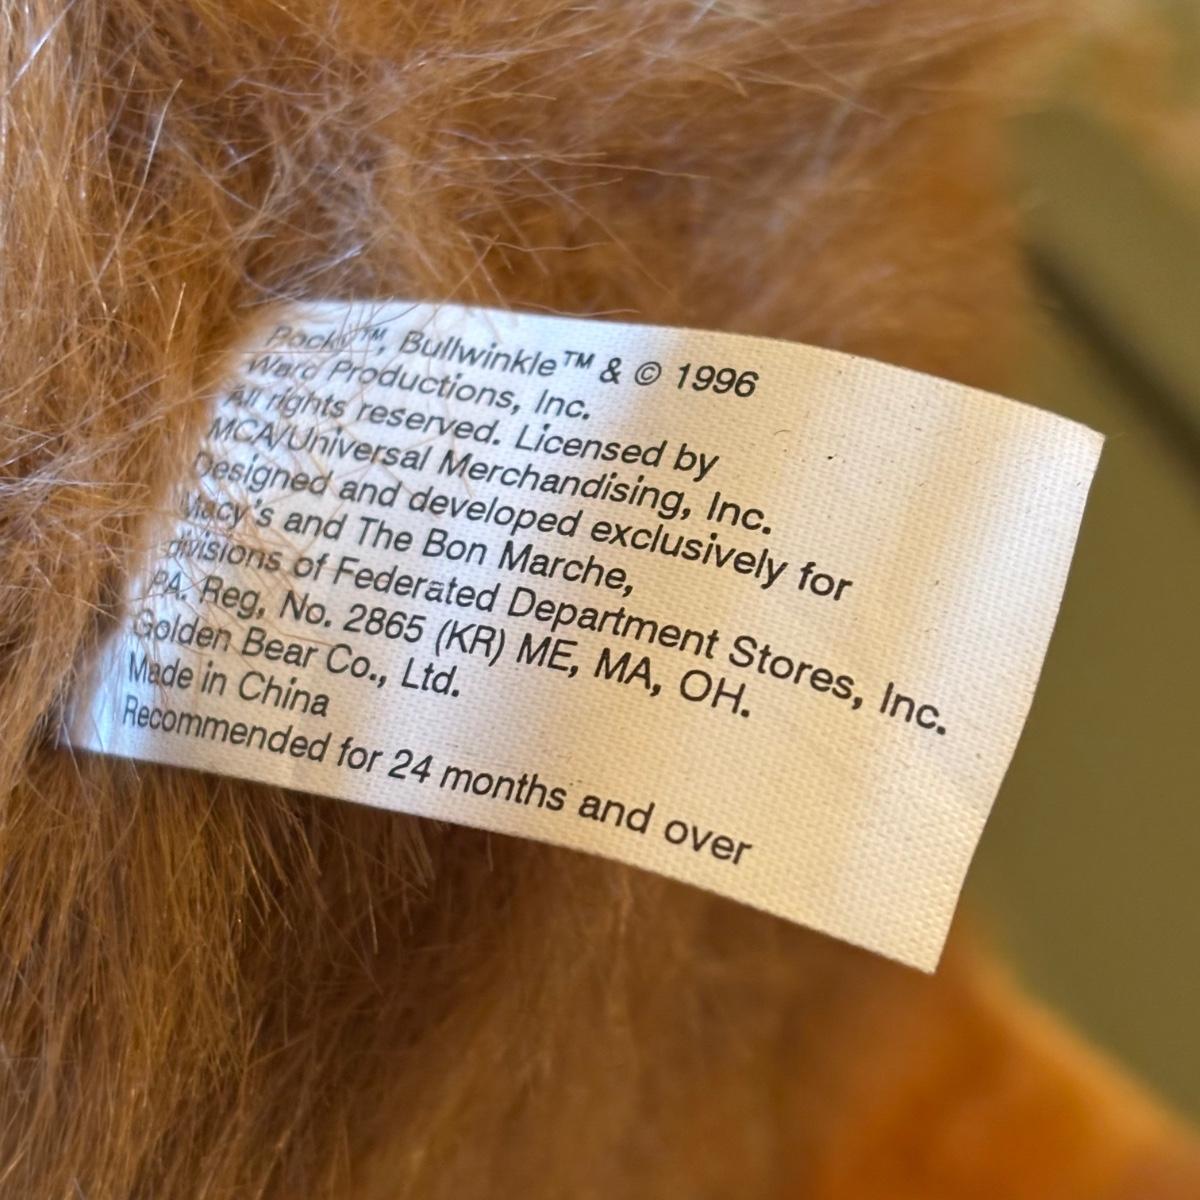 Rocky™, Bullwinkle™ & © 1996
Ward Productions, Inc.
All rights reserved. Licensed by
MCA/Universal Merchandising, Inc.
Designed and developed exclusively for
Macy's and The Bon Marche,
divisions of Federated Department Stores, Inc.
PA. Reg, No. 2865 (KR) ME, MA, OH.
Golden Bear Co., Ltd.
Made in China
Recommended for 24 months and over